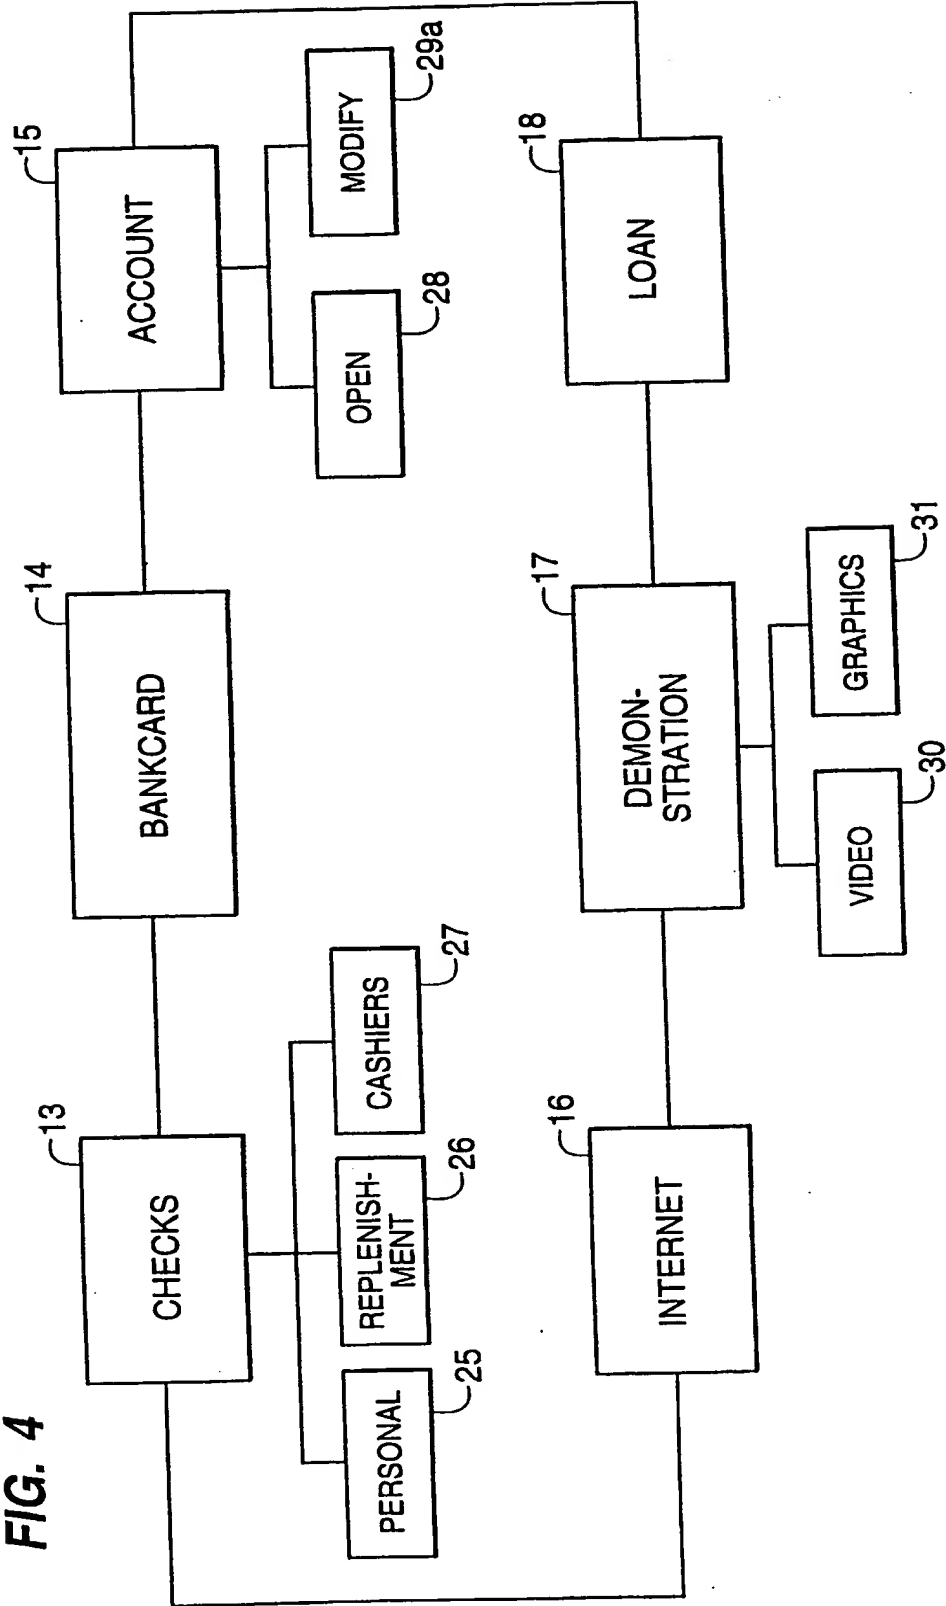 FIG. 4
13
CHECKS
14
BANKCARD
15
ACCOUNT
PERSONAL
25
REPLENISH-
MENT
26
CASHIERS
27
OPEN
28
MODIFY
29a
16
INTERNET
17
DEMON-
STRATION
18
LOAN
VIDEO
30
GRAPHICS
31